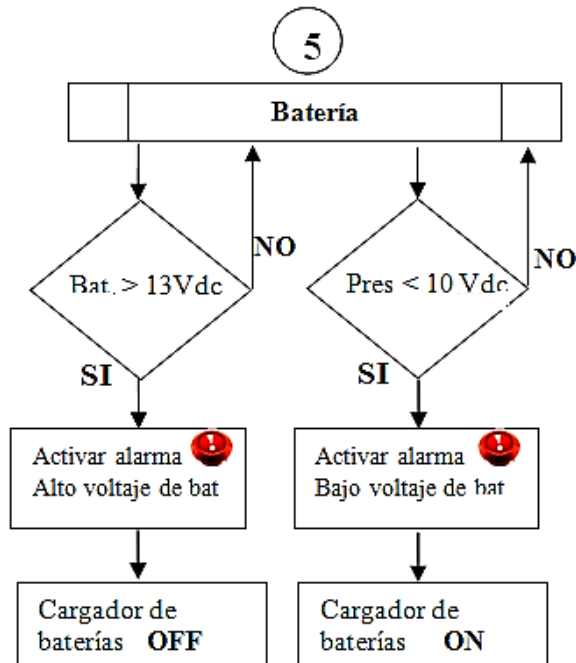 5
Batería
NO
NO
Bat. > 13Vdc
Pres < 10 Vdc
SI
SI
Activar alarma
Alto voltaje de bat
Activar alarma
Bajo voltaje de bat
Cargador de
baterías OFF
Cargador de
baterías ON